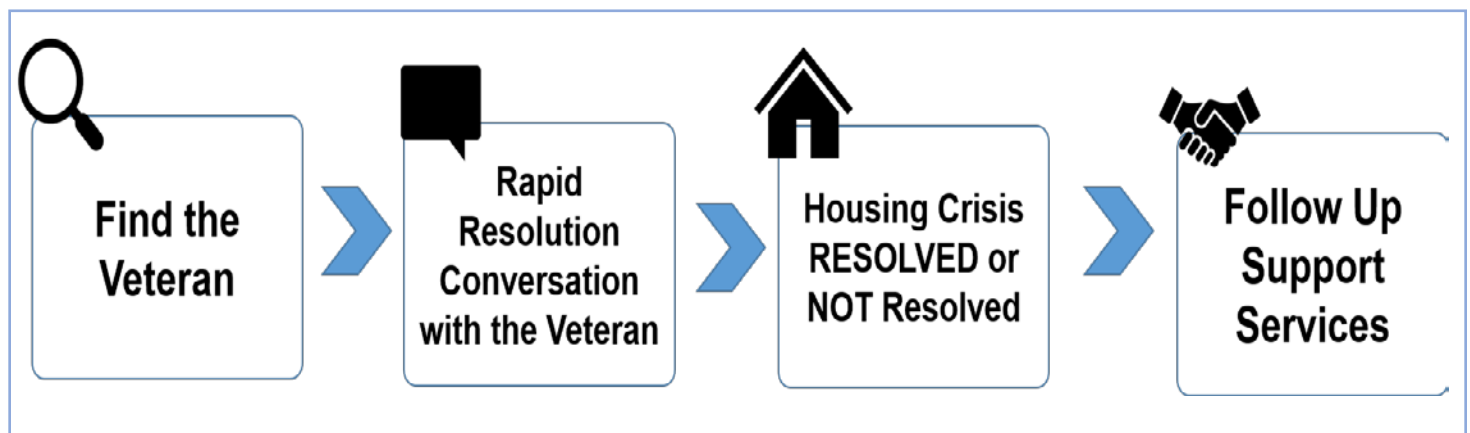 Find the
Veteran
Rapid
Resolution
Conversation
with the Veteran
Housing Crisis
RESOLVED or
NOT Resolved
Follow Up
Support
Services